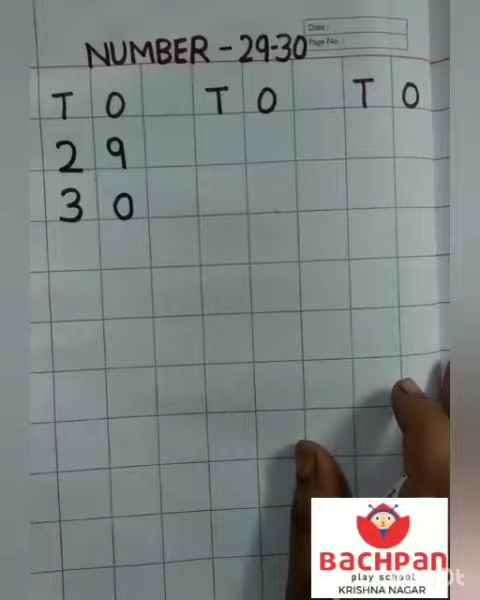 Date :
Page No. :
NUMBER - 29-30
T O T O T O
2 9
3 0
BACHPAN
play school
KRISHNA NAGAR